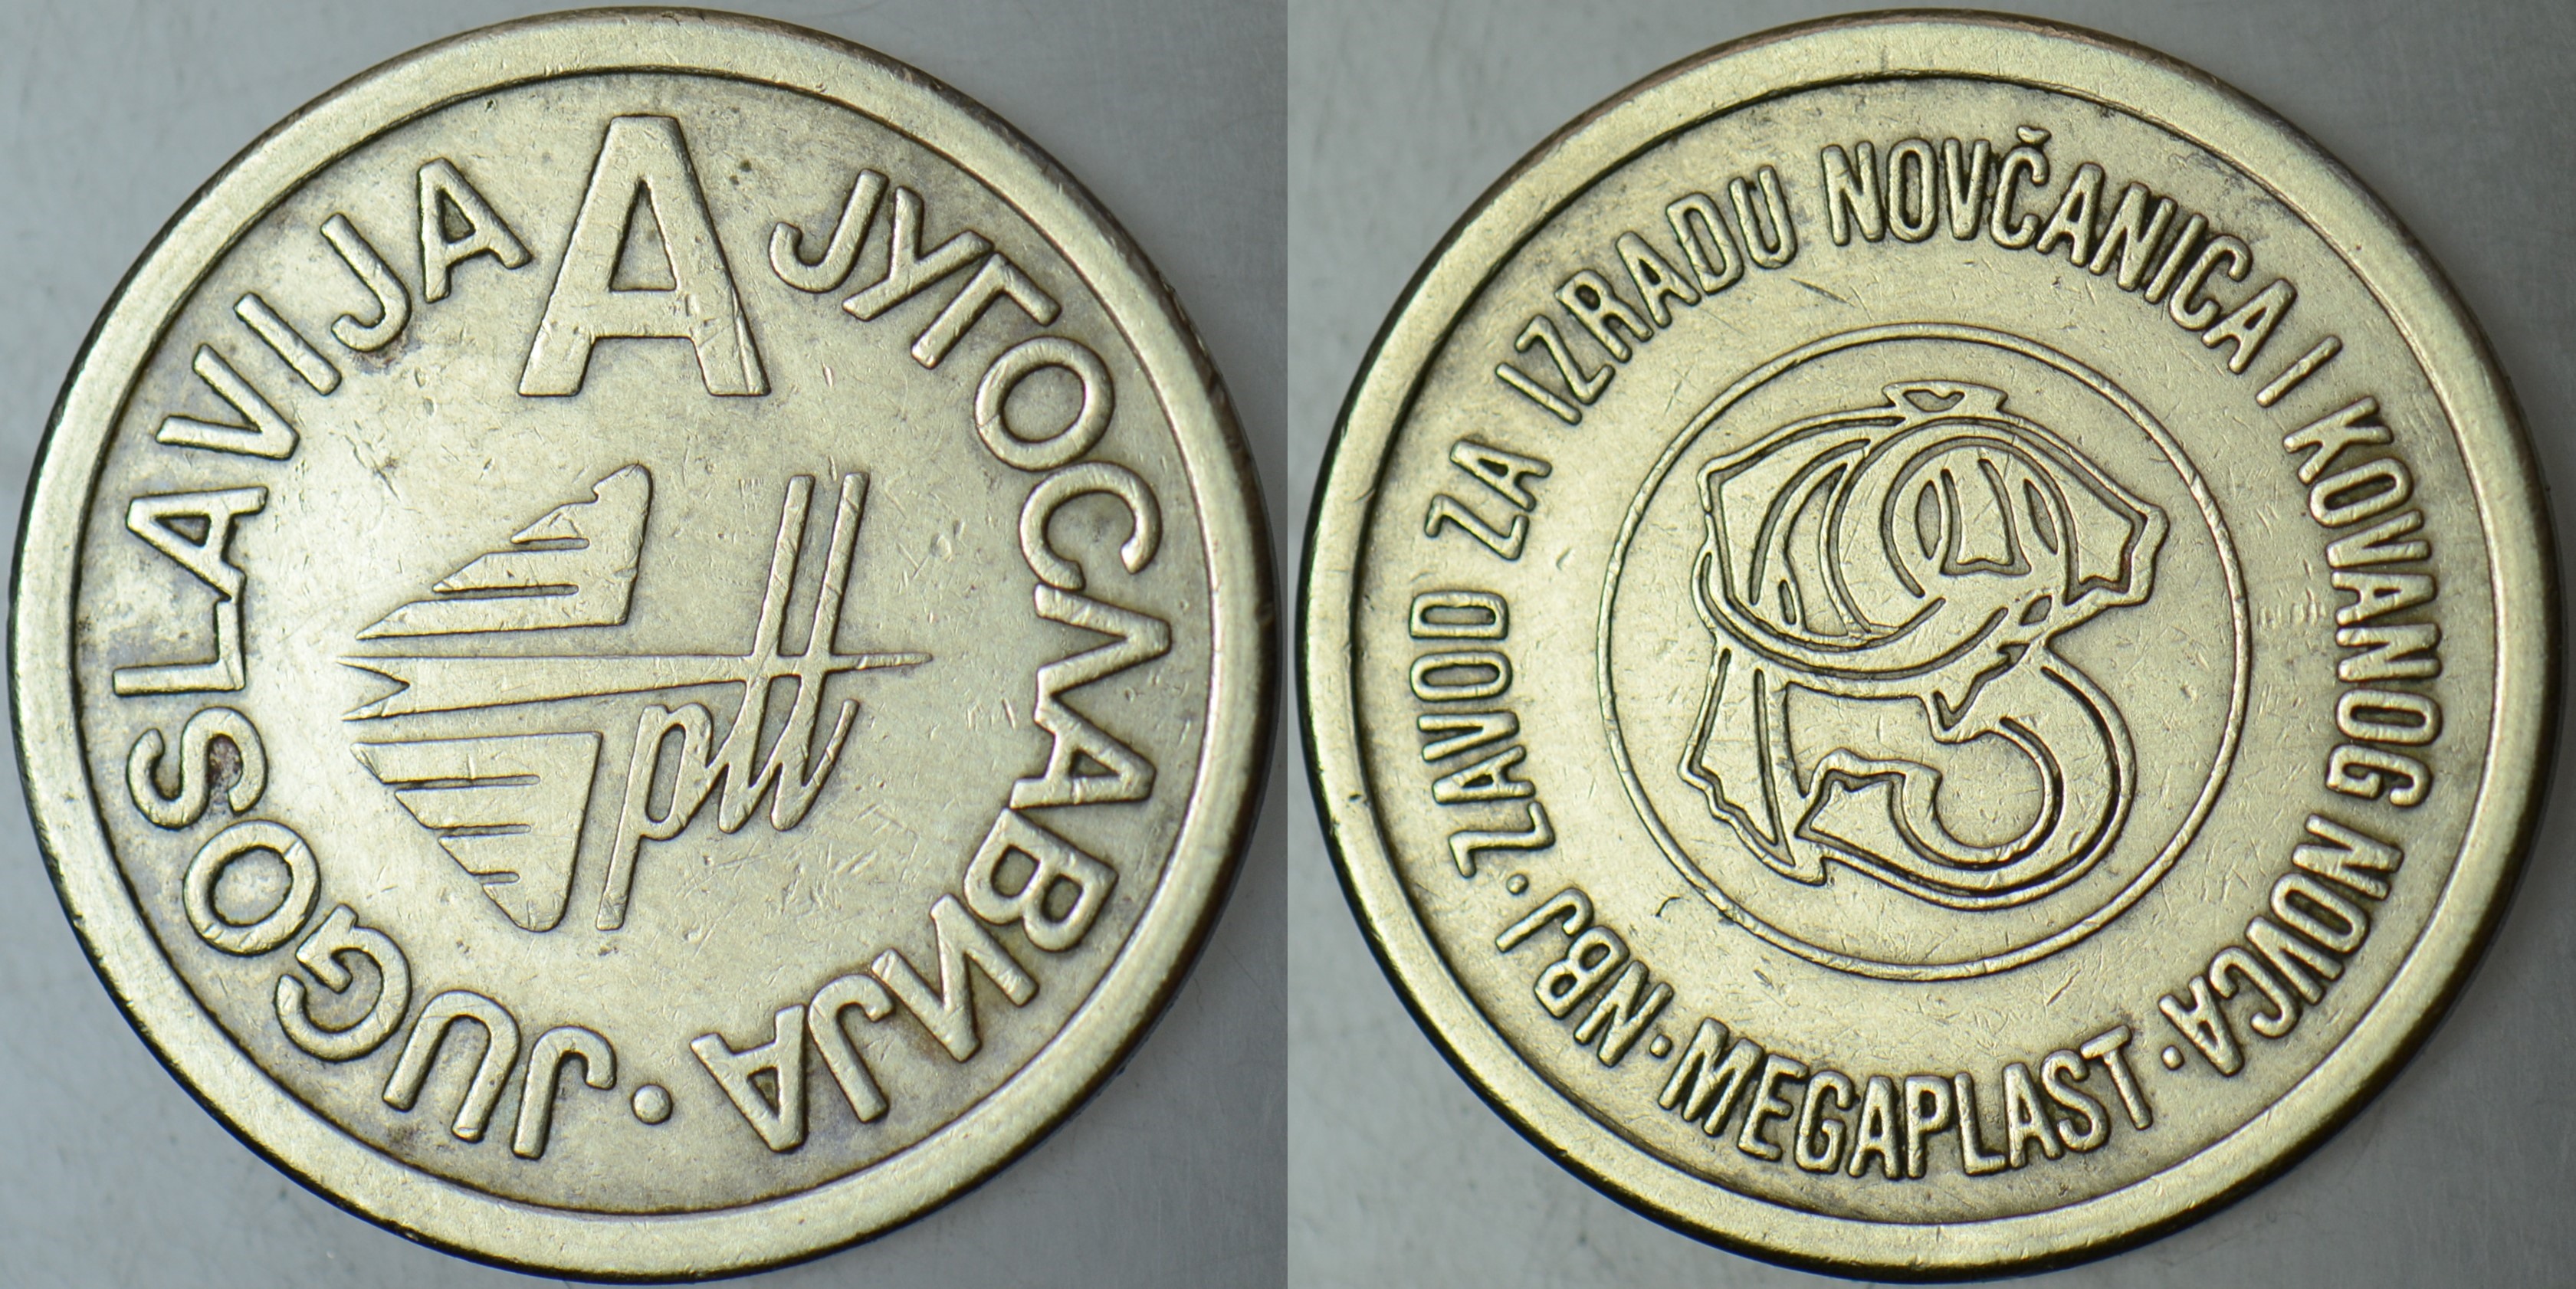 JUGOSLAVIJA
A
ЈУГОСЛАВИЈА ·
ptt
ZAVOD ZA IZRADU NOVČANICA I KOVANOG NOVCA ·
NBJ · MEGAPLAST ·